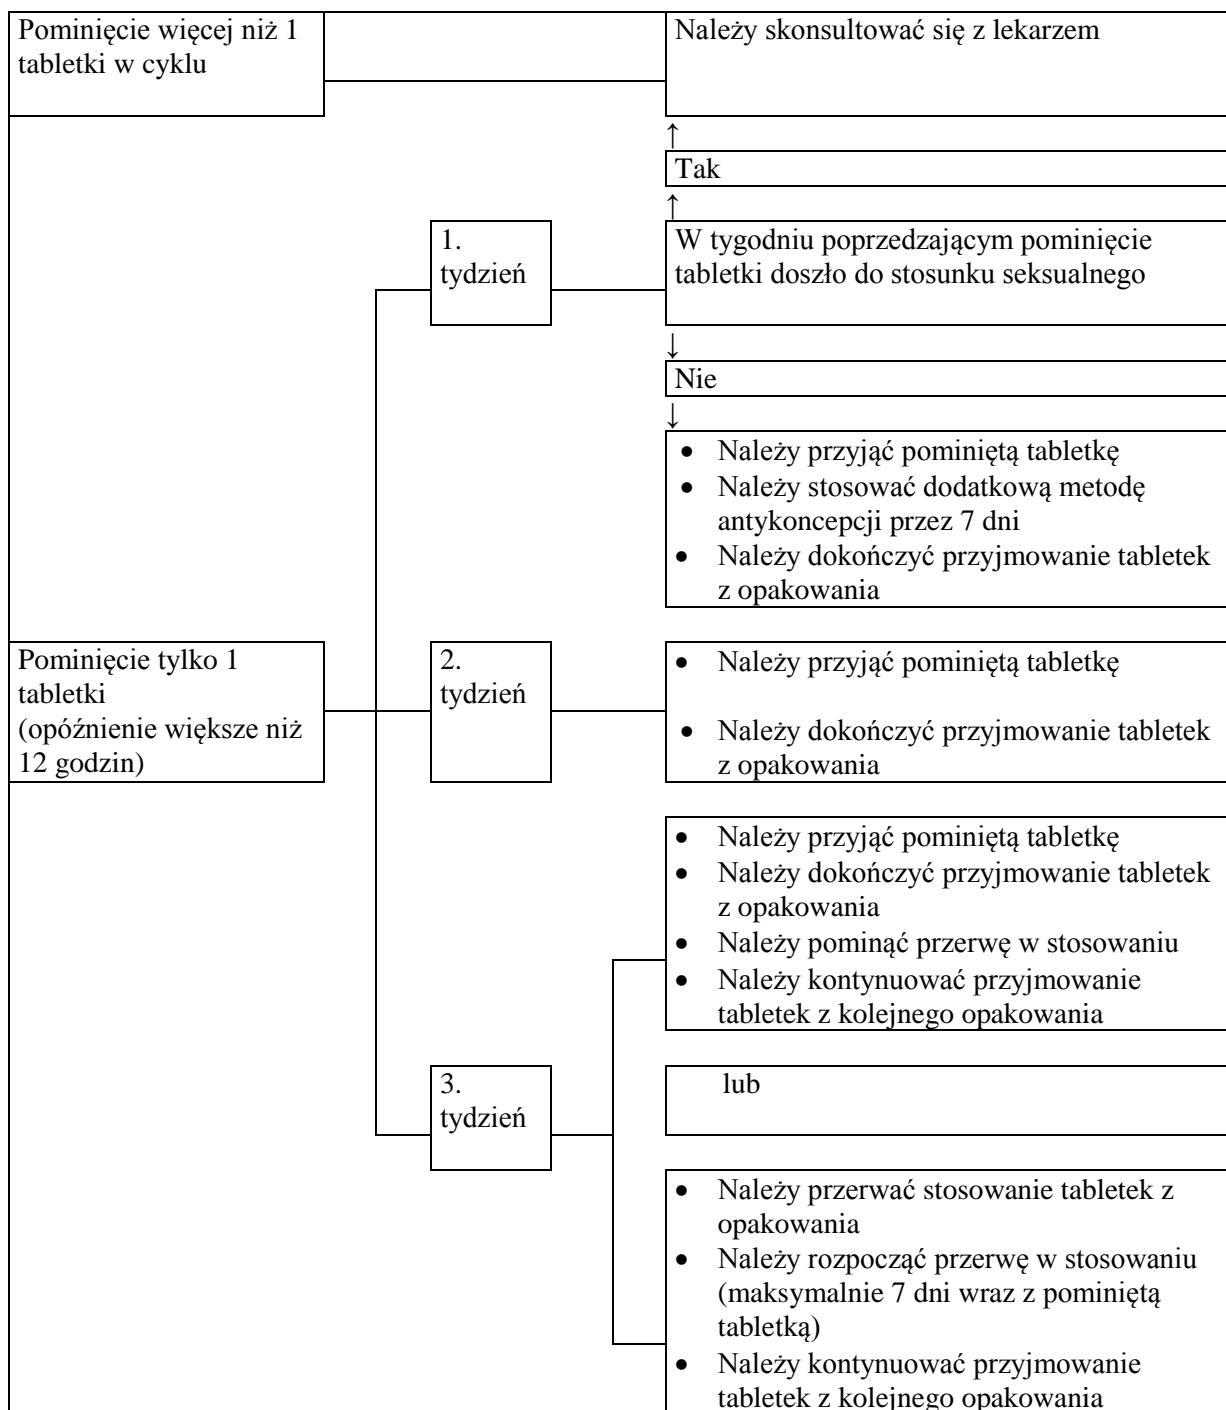 Pominięcie więcej niż 1
tabletki w cyklu
Należy skonsultować się z lekarzem
↑
Tak
↑
1.
tydzień
W tygodniu poprzedzającym pominięcie
tabletki doszło do stosunku seksualnego
↓
Nie
↓
• Należy przyjąć pominiętą tabletkę
• Należy stosować dodatkową metodę
antykoncepcji przez 7 dni
• Należy dokończyć przyjmowanie tabletek
z opakowania
Pominięcie tylko 1
tabletki
(opóźnienie większe niż
12 godzin)
2.
tydzień
• Należy przyjąć pominiętą tabletkę
• Należy dokończyć przyjmowanie tabletek
z opakowania
• Należy przyjąć pominiętą tabletkę
• Należy dokończyć przyjmowanie tabletek
z opakowania
• Należy pominąć przerwę w stosowaniu
• Należy kontynuować przyjmowanie
tabletek z kolejnego opakowania
3.
tydzień
lub
• Należy przerwać stosowanie tabletek z
opakowania
• Należy rozpocząć przerwę w stosowaniu
(maksymalnie 7 dni wraz z pominiętą
tabletką)
• Należy kontynuować przyjmowanie
tabletek z kolejnego opakowania